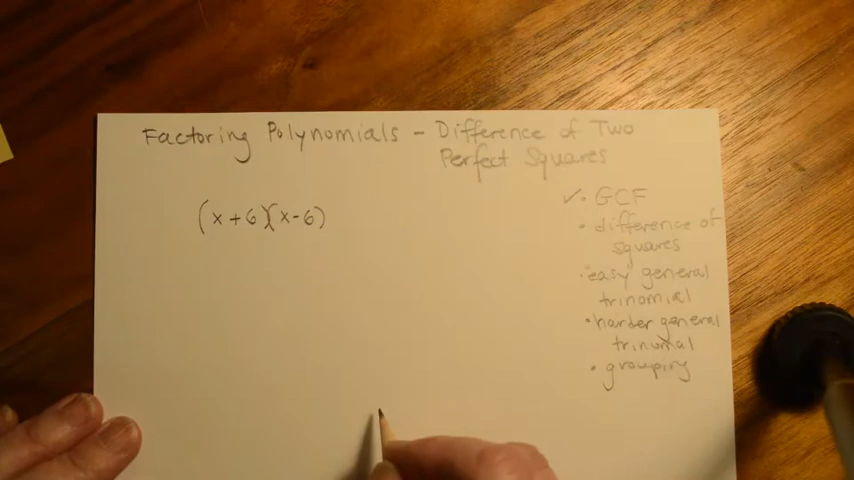 Factoring Polynomials - Difference of Two
Perfect Squares
(x+6)(x-6)
✓• GCF
• difference of
squares
• "easy" general
trinomial
• harder general
trinomial
• grouping